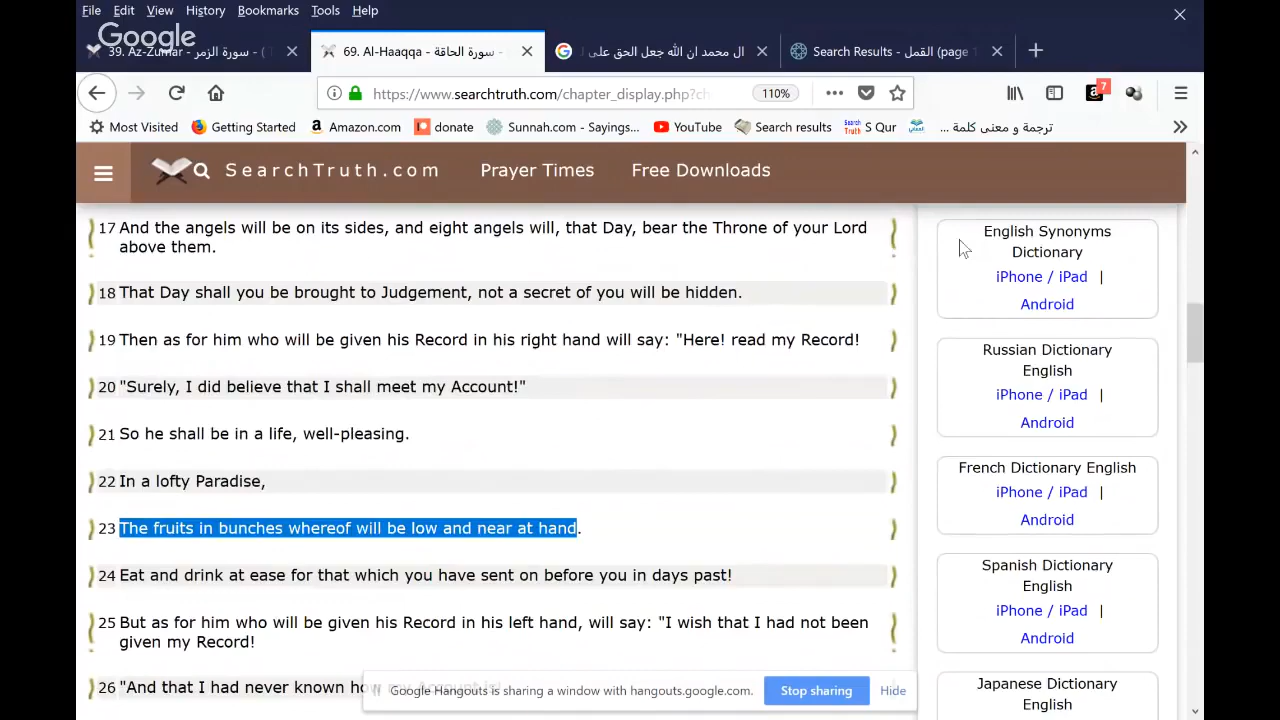 File Edit View History Bookmarks Tools Help
Google
39. Az-Zumar - سورة الزمر - (
69. Al-Haaqqa - سورة الحاقة -
ال محمد ان الله جعل الحق على ل
Search Results - القمل (page 1
https://www.searchtruth.com/chapter_display.php?ch
110%
7
Most Visited Getting Started Amazon.com donate Sunnah.com - Sayings... YouTube Search results S Qur ترجمة و معنى كلمة ...
SearchTruth.com Prayer Times Free Downloads
17 And the angels will be on its sides, and eight angels will, that Day, bear the Throne of your Lord
above them.
18 That Day shall you be brought to Judgement, not a secret of you will be hidden.
19 Then as for him who will be given his Record in his right hand will say: "Here! read my Record!
20 "Surely, I did believe that I shall meet my Account!"
21 So he shall be in a life, well-pleasing.
22 In a lofty Paradise,
23 The fruits in bunches whereof will be low and near at hand.
24 Eat and drink at ease for that which you have sent on before you in days past!
25 But as for him who will be given his Record in his left hand, will say: "I wish that I had not been
given my Record!
26 "And that I had never known how my Account is!
English Synonyms
Dictionary
iPhone / iPad |
Android
Russian Dictionary
English
iPhone / iPad |
Android
French Dictionary English
iPhone / iPad |
Android
Spanish Dictionary
English
iPhone / iPad |
Android
Japanese Dictionary
English
Google Hangouts is sharing a window with hangouts.google.com. Stop sharing Hide